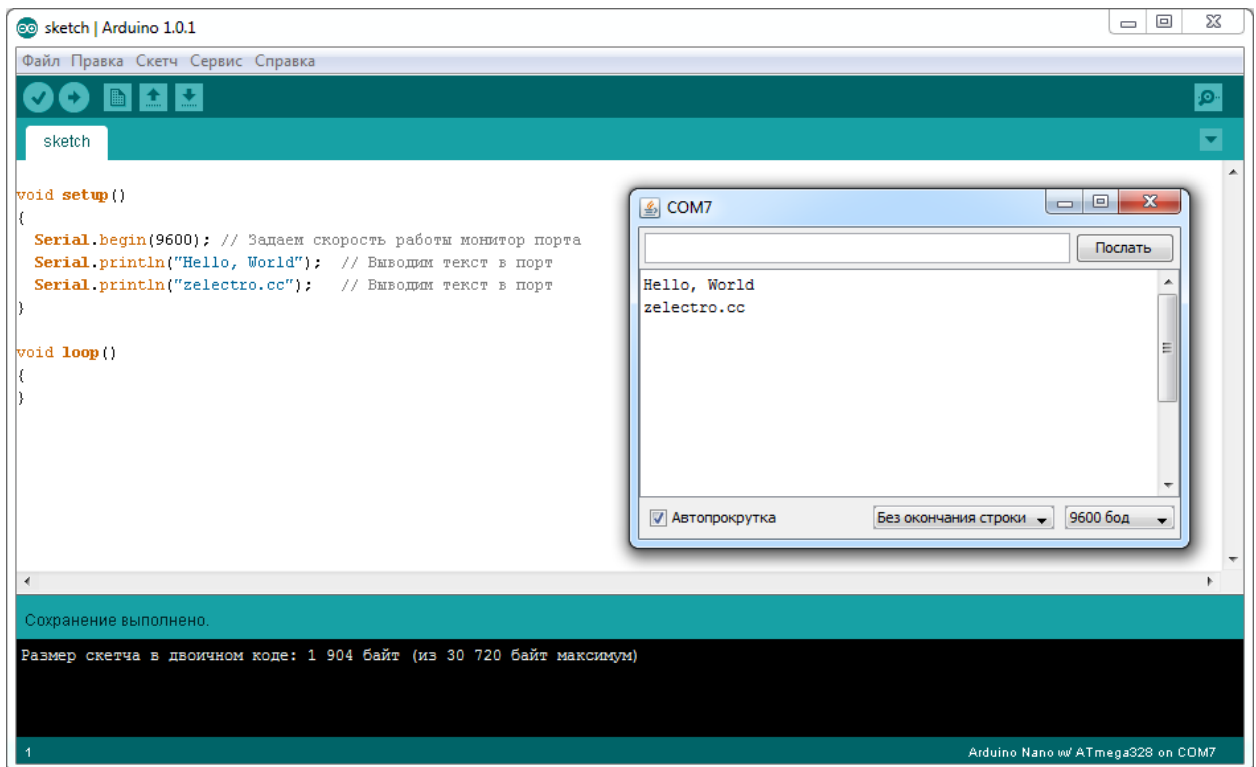 sketch | Arduino 1.0.1
Файл Правка Скетч Сервис Справка
sketch
void setup()
{
Serial.begin(9600); // Задаем скорость работы монитор порта
Serial.println("Hello, World"); // Выводим текст в порт
Serial.println("zelectro.cc"); // Выводим текст в порт
}
void loop()
{
}
COM7
Послать
Hello, World
zelectro.cc
Автопрокрутка
Без окончания строки
9600 бод
Сохранение выполнено.
Размер скетча в двоичном коде: 1 904 байт (из 30 720 байт максимум)
1
Arduino Nano w/ ATmega328 on COM7